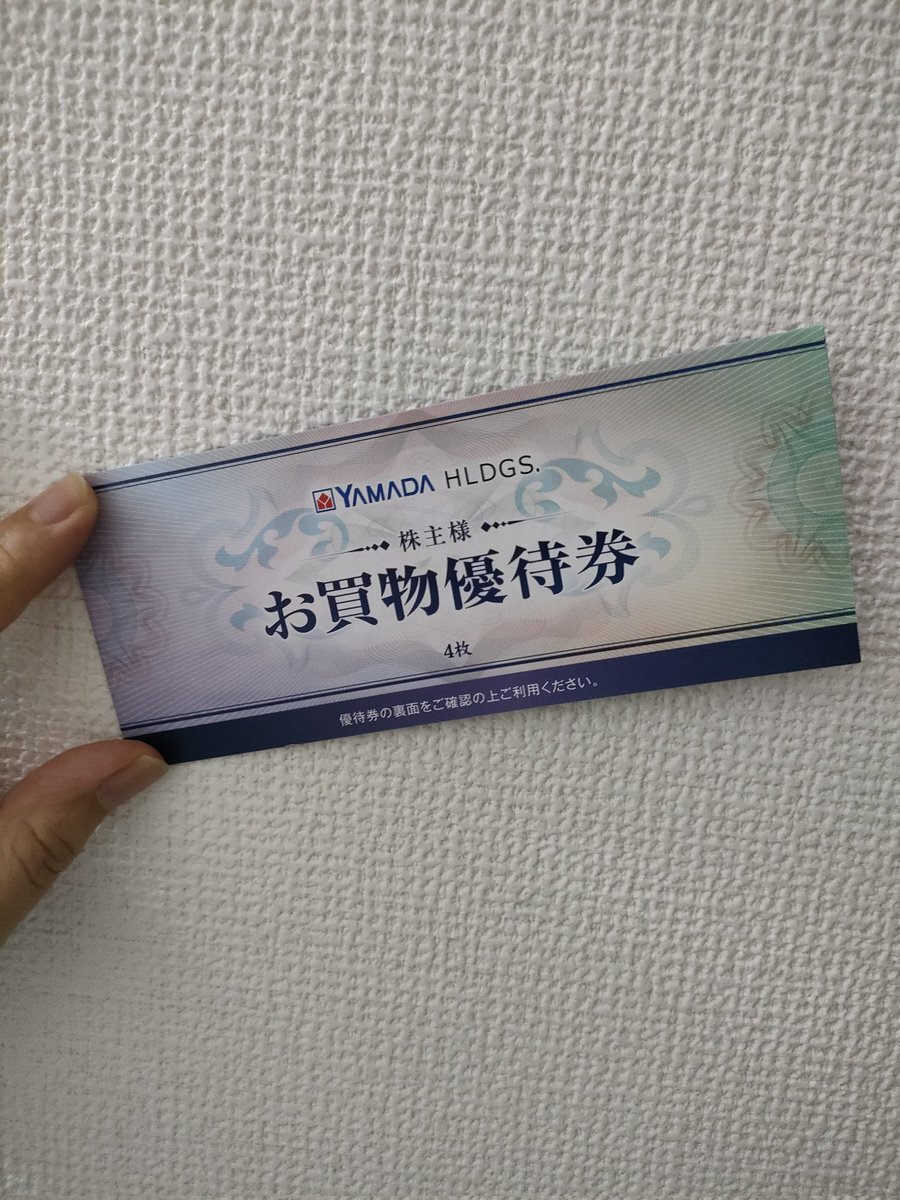 YAMADA HLDGS.
株主様
お買物優待券
4枚
優待券の裏面をご確認の上ご利用ください。